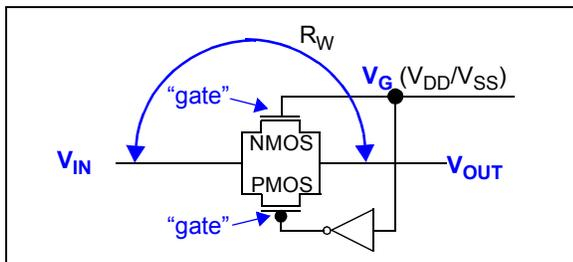 R_W
V_G (V_DD/V_SS)
“gate”
NMOS
V_IN
V_OUT
PMOS
“gate”